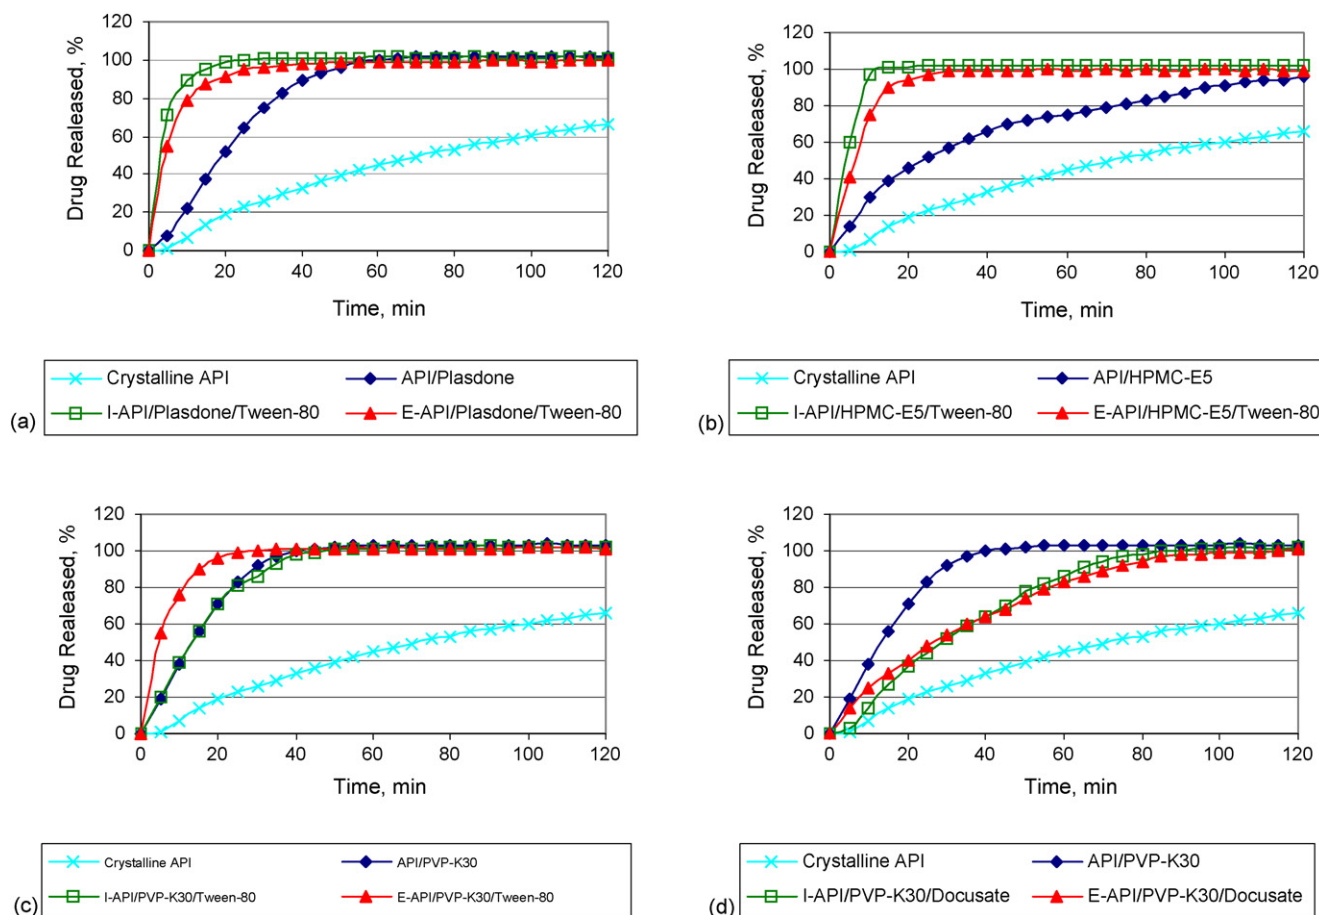 120
100
80
60
40
20
0
Drug Realeased, %
0 20 40 60 80 100 120
Time, min
Crystalline API
API/Plasdone
I-API/Plasdone/Tween-80
E-API/Plasdone/Tween-80
(a)
120
100
80
60
40
20
0
Drug Realeased, %
0 20 40 60 80 100 120
Time, min
Crystalline API
API/HPMC-E5
I-API/HPMC-E5/Tween-80
E-API/HPMC-E5/Tween-80
(b)
120
100
80
60
40
20
0
Drug Realeased, %
0 20 40 60 80 100 120
Time, min
Crystalline API
API/PVP-K30
I-API/PVP-K30/Tween-80
E-API/PVP-K30/Tween-80
(c)
120
100
80
60
40
20
0
Drug Realeased, %
0 20 40 60 80 100 120
Time, min
Crystalline API
API/PVP-K30
I-API/PVP-K30/Docusate
E-API/PVP-K30/Docusate
(d)